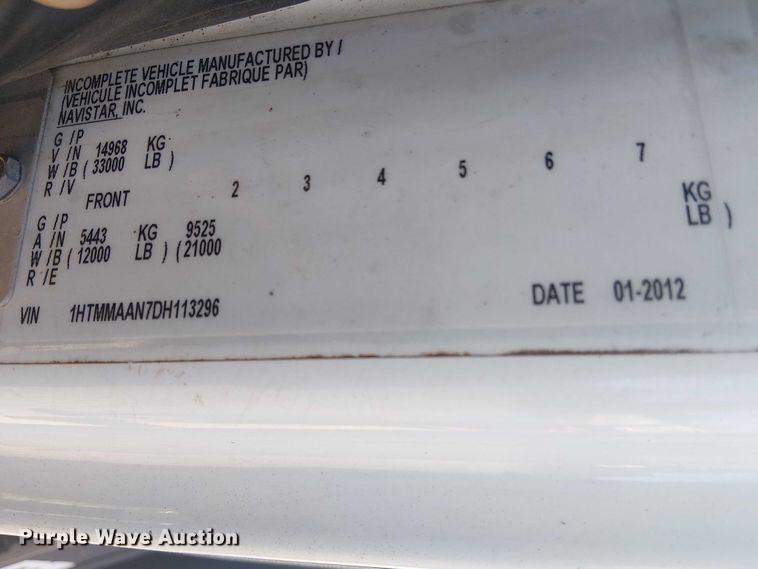 INCOMPLETE VEHICLE MANUFACTURED BY /
(VEHICULE INCOMPLET FABRIQUE PAR)
NAVISTAR, INC.
G / P
V / N 14968 KG
W / B ( 33000 LB )
R / V
FRONT 2 3 4 5 6 7
G / P
A / N 5443 KG 9525 KG
W / B ( 12000 LB ) ( 21000 LB )
R / E
VIN 1HTMMAAN7DH113296 DATE 01-2012
Purple Wave Auction